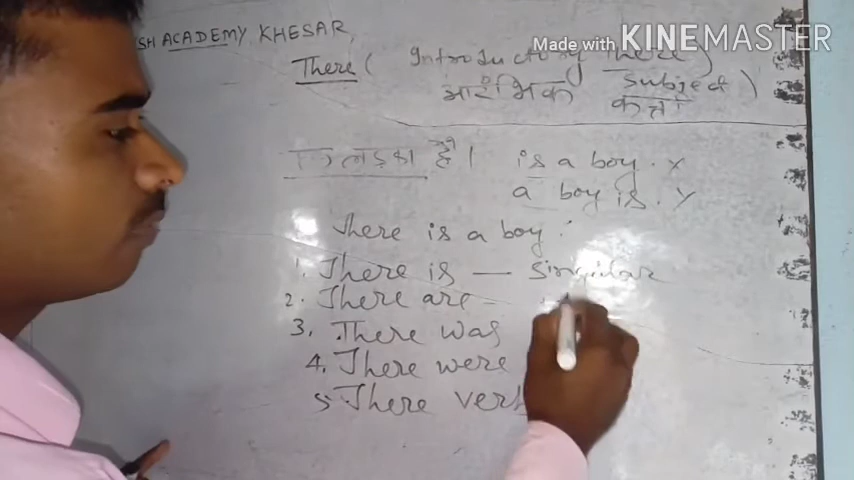 SH ACADEMY KHESAR,
Made with KINEMASTER
There ( Introductory There )
आरंभिक Subject
कर्ता
लड़का है। is a boy. x
a boy is.
There is a boy.
1. There is — Singular
2. There are -
3. There was
4. There were
5. There verb